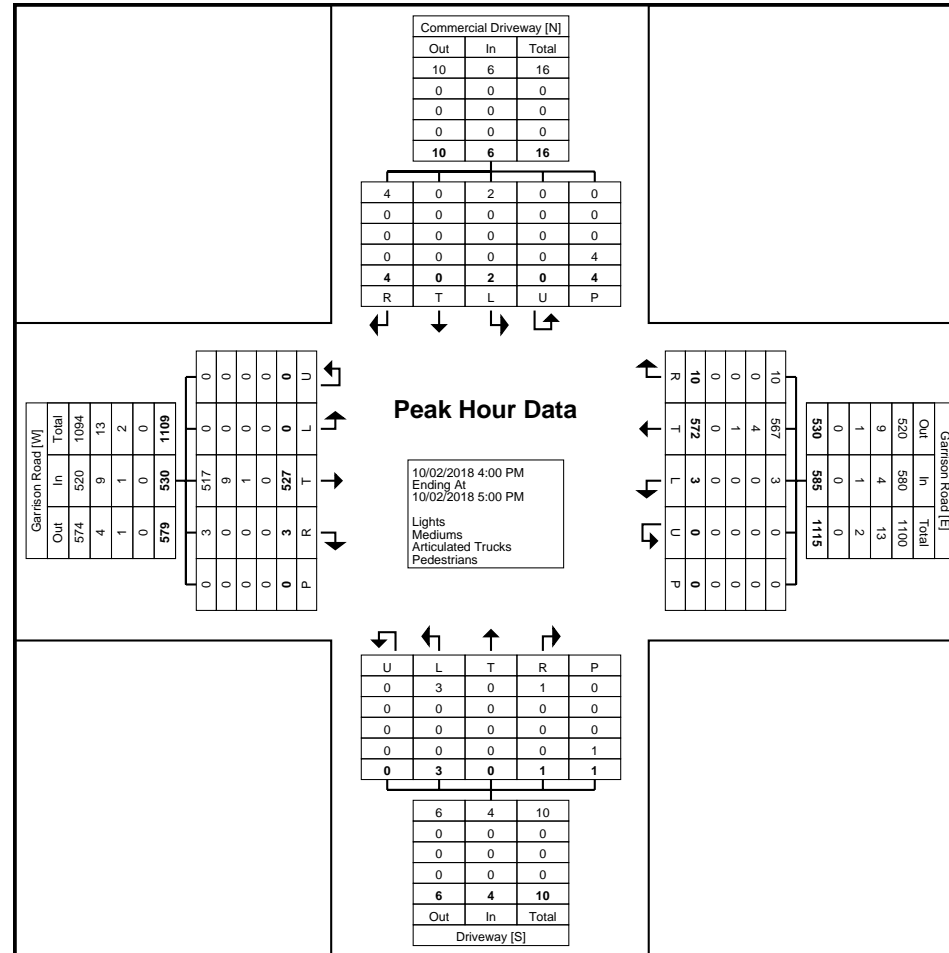 Commercial Driveway [N]
Out In Total
10 6 16
0 0 0
0 0 0
0 0 0
10 6 16
4 0 2 0 0
0 0 0 0 0
0 0 0 0 0
0 0 0 0 4
4 0 2 0 4
R T L U P
Garrison Road [W]
Total In Out
1094 520 574
13 9 4
2 1 1
0 0 0
1109 530 579
0 0 517 3 0
0 0 9 0 0
0 0 1 0 0
0 0 0 0 0
0 0 527 3 0
U L T R P
Peak Hour Data
10/02/2018 4:00 PM
Ending At
10/02/2018 5:00 PM
Lights
Mediums
Articulated Trucks
Pedestrians
Garrison Road [E]
Out In Total
520 580 1100
9 4 13
1 1 2
0 0 0
530 585 1115
10 567 3 0 0
0 4 0 0 0
0 1 0 0 0
0 0 0 0 0
10 572 3 0 0
R T L U P
U L T R P
0 3 0 1 0
0 0 0 0 0
0 0 0 0 0
0 0 0 0 1
0 3 0 1 1
6 4 10
0 0 0
0 0 0
0 0 0
6 4 10
Out In Total
Driveway [S]